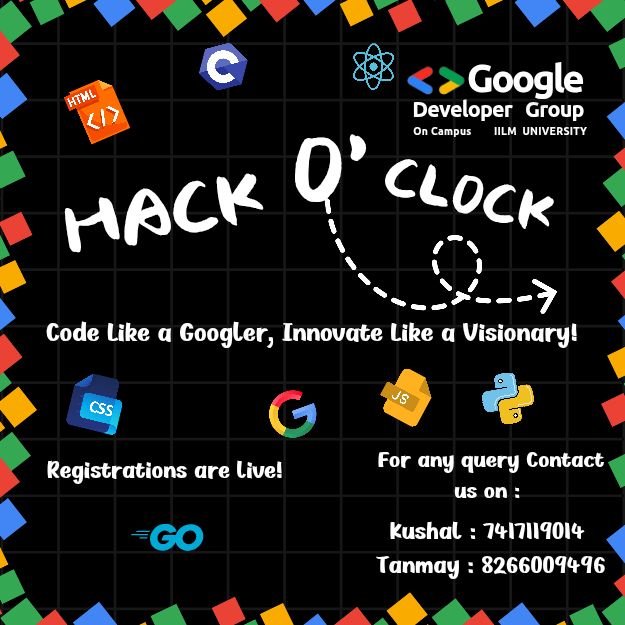 HTML
</>
C
Google
Developer Group
On Campus IILM UNIVERSITY
HACK O' CLOCK
Code Like a Googler, Innovate Like a Visionary!
CSS
G
JS
Registrations are Live!
For any query Contact
us on :
GO
Kushal : 7417119014
Tanmay : 8266009496